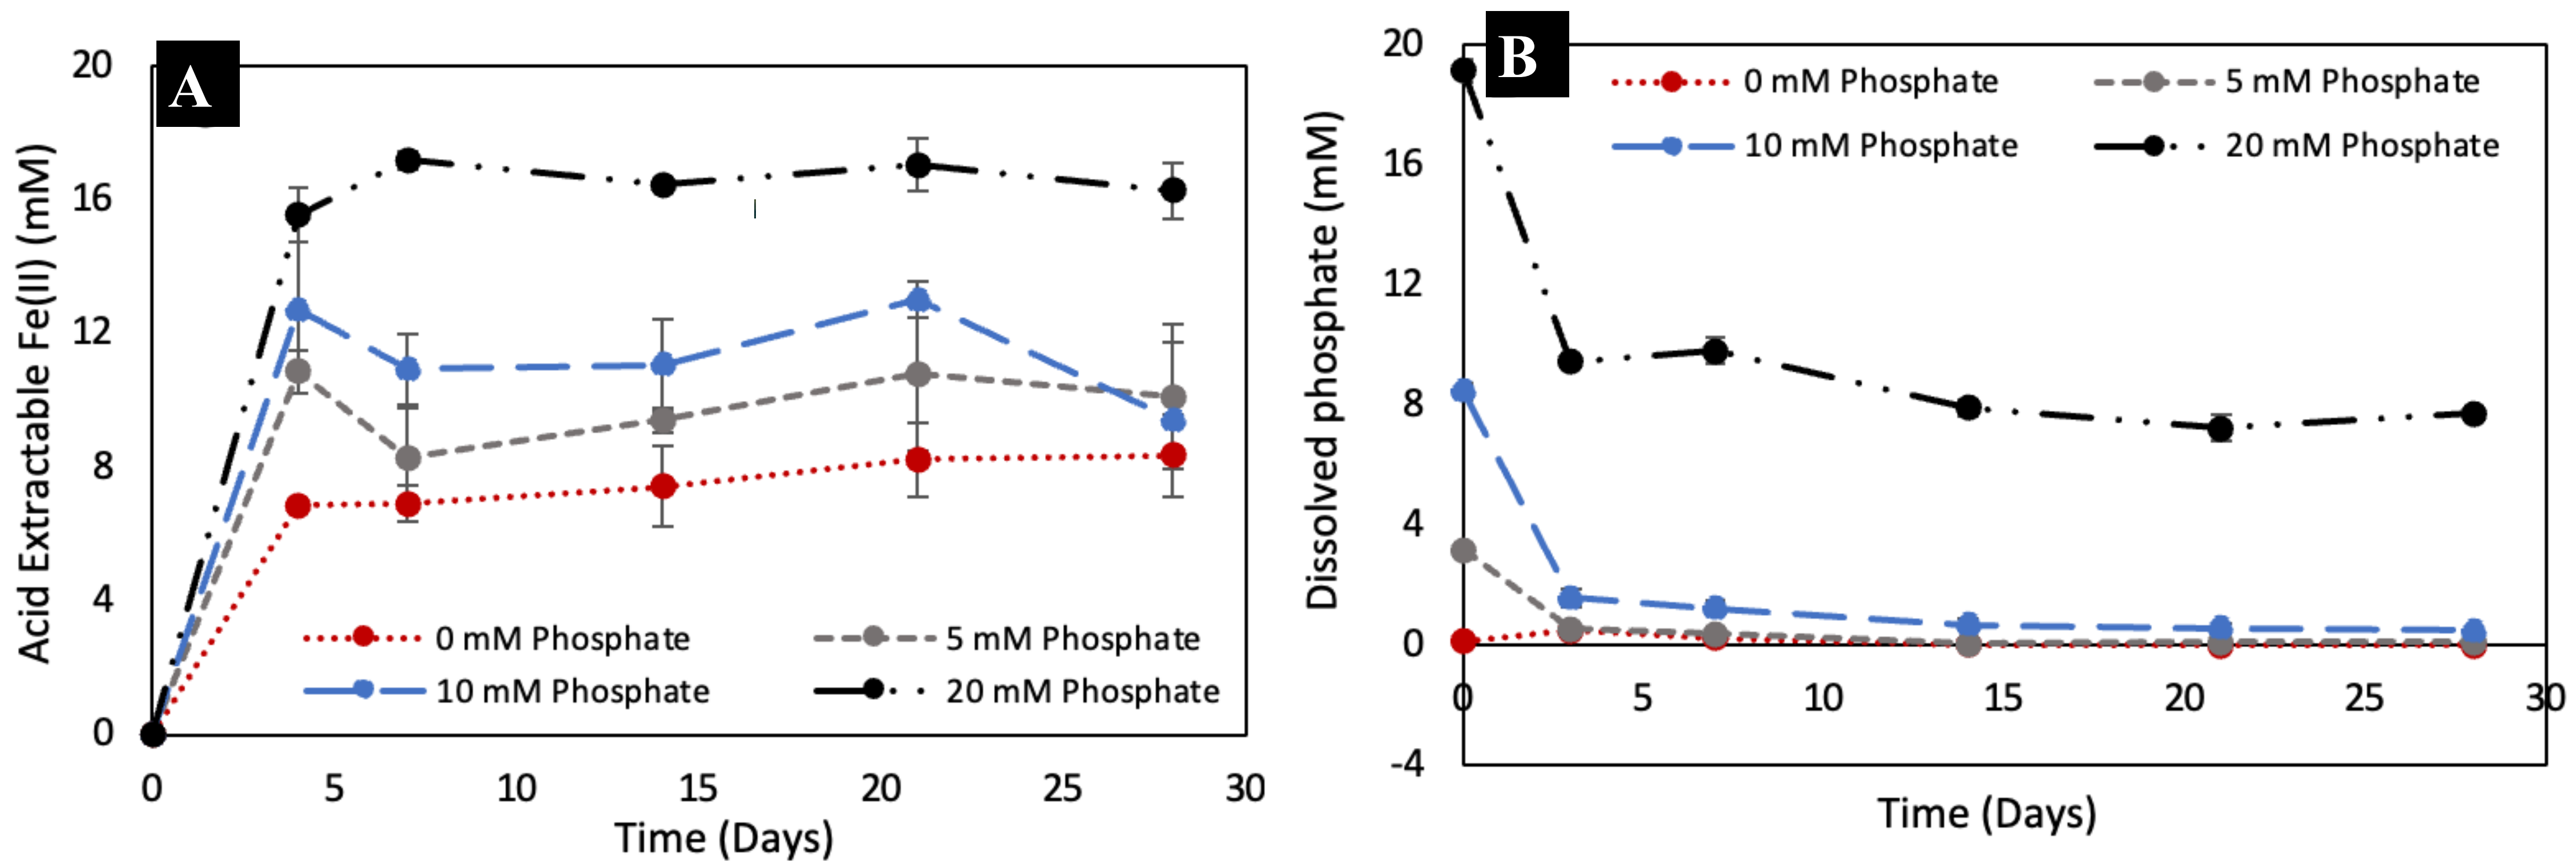 A
20
16
12
8
4
0
0 5 10 15 20 25 30
Acid Extractable Fe(II) (mM)
Time (Days)
0 mM Phosphate
5 mM Phosphate
10 mM Phosphate
20 mM Phosphate
B
20
16
12
8
4
0
-4
0 5 10 15 20 25 30
Dissolved phosphate (mM)
Time (Days)
0 mM Phosphate
5 mM Phosphate
10 mM Phosphate
20 mM Phosphate